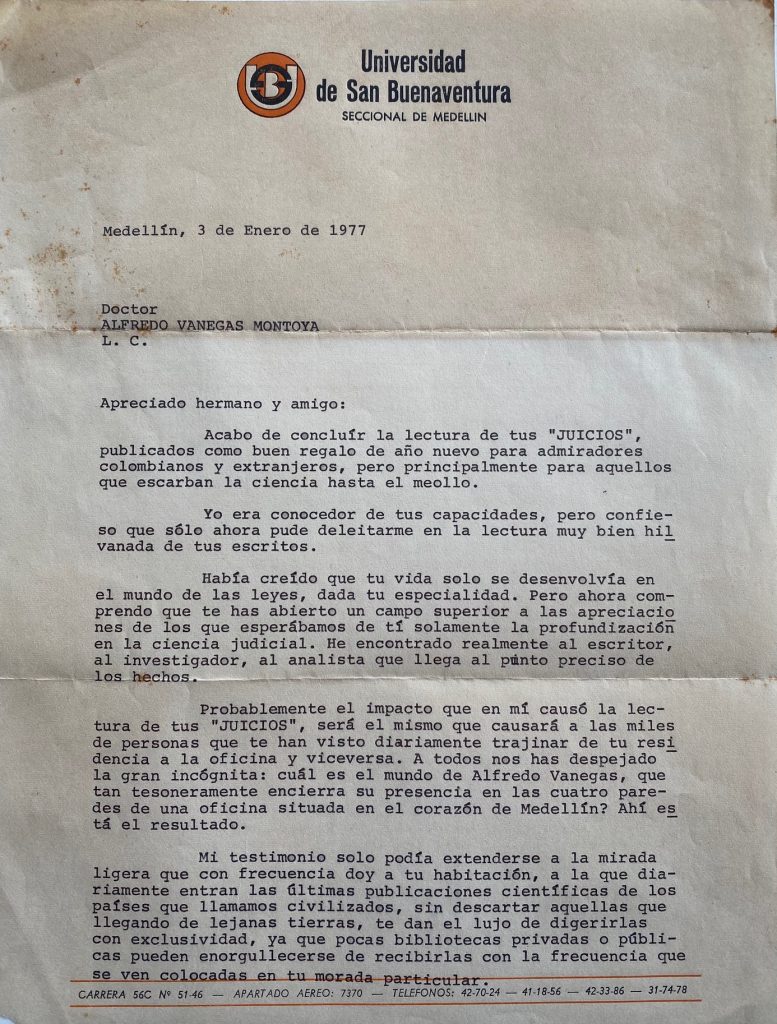 Universidad
de San Buenaventura
SECCIONAL DE MEDELLIN
Medellín, 3 de Enero de 1977
Doctor
ALFREDO VANEGAS MONTOYA
L. C.
Apreciado hermano y amigo:
Acabo de concluír la lectura de tus "JUICIOS",
publicados como buen regalo de año nuevo para admiradores
colombianos y extranjeros, pero principalmente para aquellos
que escarban la ciencia hasta el meollo.
Yo era conocedor de tus capacidades, pero confie-
so que sólo ahora pude deleitarme en la lectura muy bien hil
vanada de tus escritos.
Había creído que tu vida solo se desenvolvía en
el mundo de las leyes, dada tu especialidad. Pero ahora com-
prendo que te has abierto un campo superior a las apreciacio
nes de los que esperábamos de tí solamente la profundización
en la ciencia judicial. He encontrado realmente al escritor,
al investigador, al analista que llega al punto preciso de
los hechos.
Probablemente el impacto que en mí causó la lec-
tura de tus "JUICIOS", será el mismo que causará a las miles
de personas que te han visto diariamente trajinar de tu resi
dencia a la oficina y viceversa. A todos nos has despejado
la gran incógnita: cuál es el mundo de Alfredo Vanegas, que
tan tesoneramente encierra su presencia en las cuatro pare-
des de una oficina situada en el corazón de Medellín? Ahí es
tá el resultado.
Mi testimonio solo podía extenderse a la mirada
ligera que con frecuencia doy a tu habitación, a la que dia-
riamente entran las últimas publicaciones científicas de los
países que llamamos civilizados, sin descartar aquellas que
llegando de lejanas tierras, te dan el lujo de digerirlas
con exclusividad, ya que pocas bibliotecas privadas o públi-
cas pueden enorgullecerse de recibirlas con la frecuencia que
se ven colocadas en tu morada particular.
CARRERA 56C Nº 51-46 — APARTADO AEREO: 7370 — TELEFONOS: 42-70-24 — 41-18-56 — 42-33-86 — 31-74-78